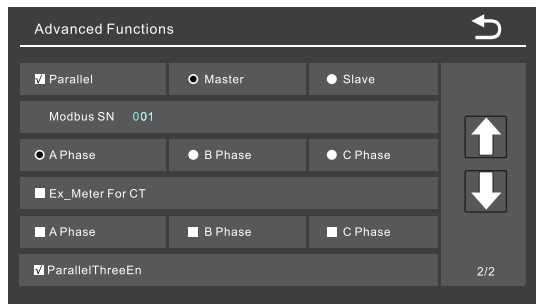 Advanced Functions
Parallel Master Slave
Modbus SN 001
A Phase B Phase C Phase
Ex_Meter For CT
A Phase B Phase C Phase
ParallelThreeEn
2/2